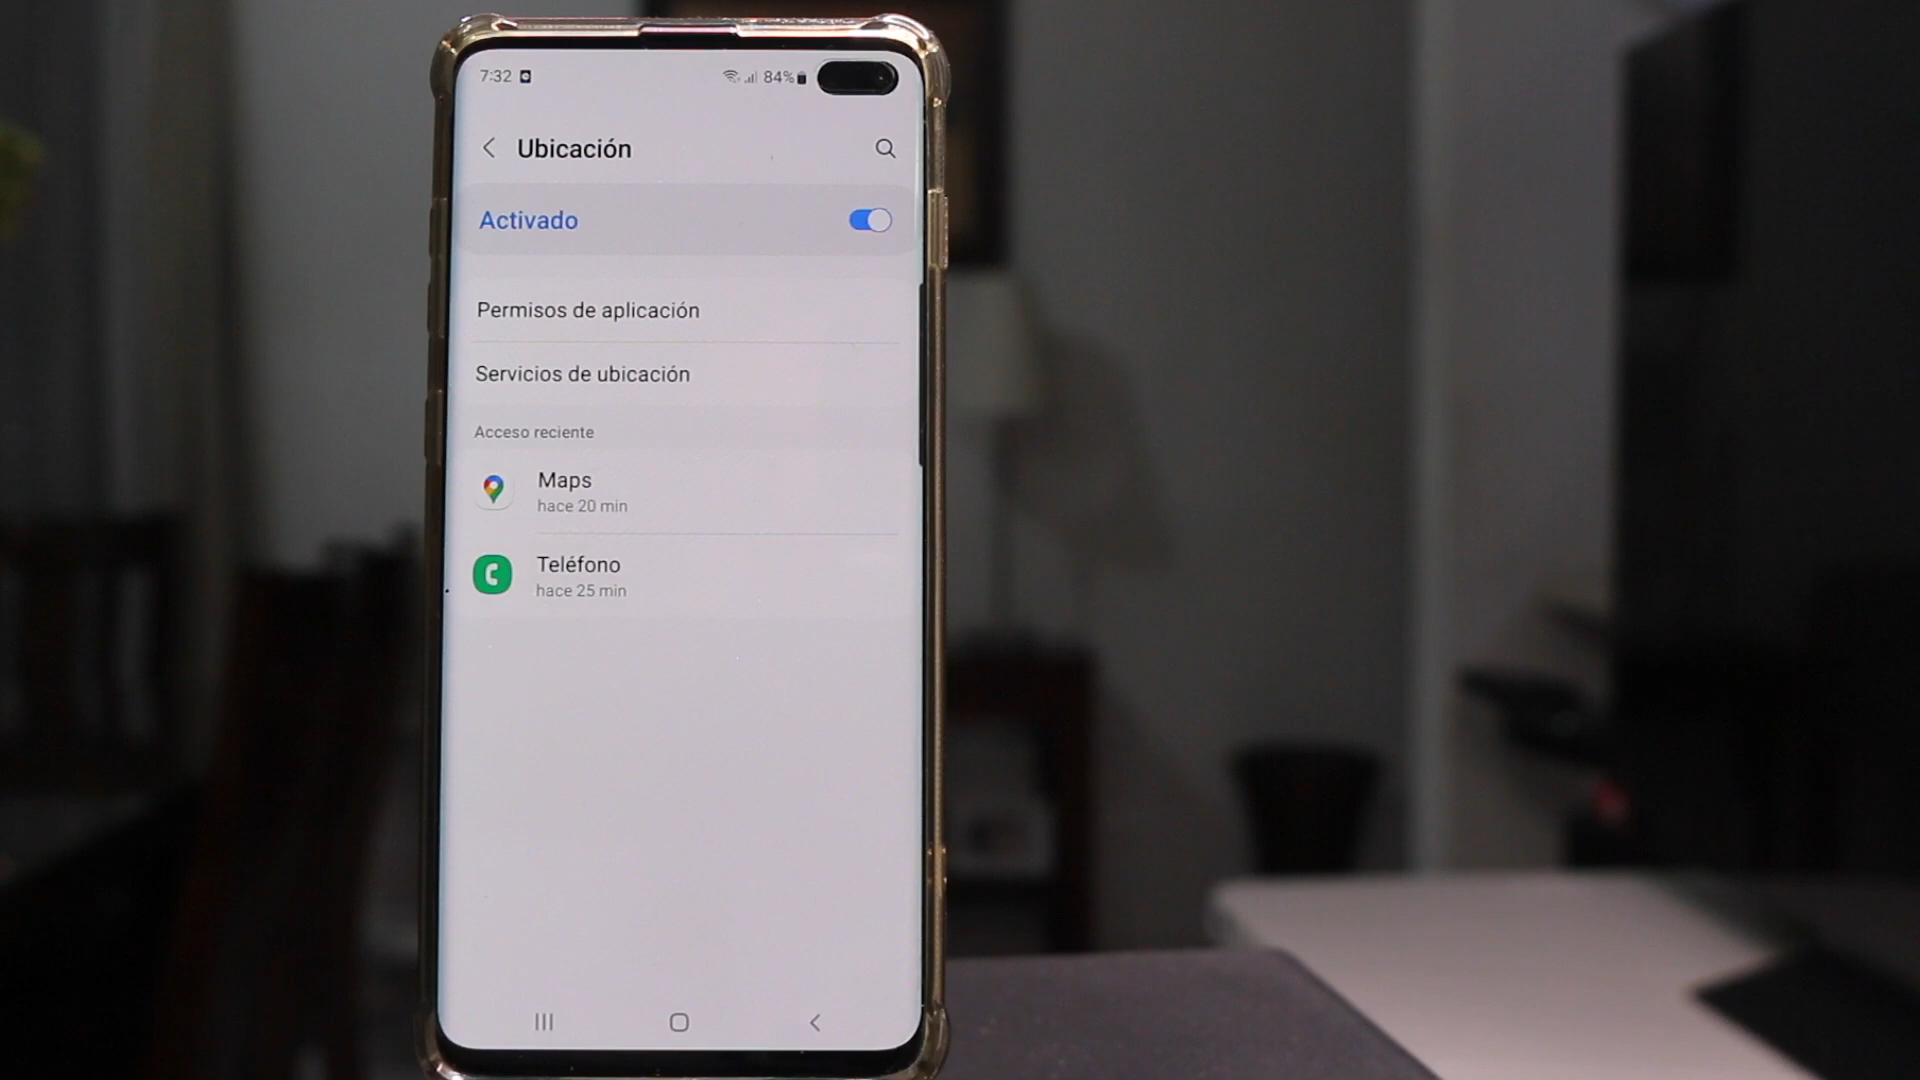 7:32 84%
Ubicación
Activado
Permisos de aplicación
Servicios de ubicación
Acceso reciente
Maps
hace 20 min
Teléfono
hace 25 min